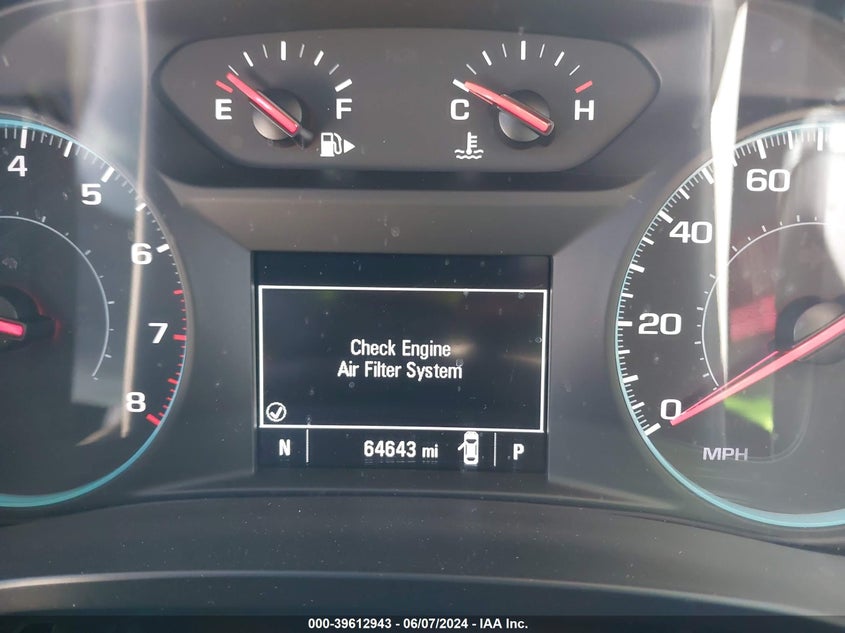 E F C H
4 5 6 7 8
0 20 40 60
MPH
Check Engine
Air Filter System
N 64643 mi P
000-39612943 - 06/07/2024 - IAA Inc.